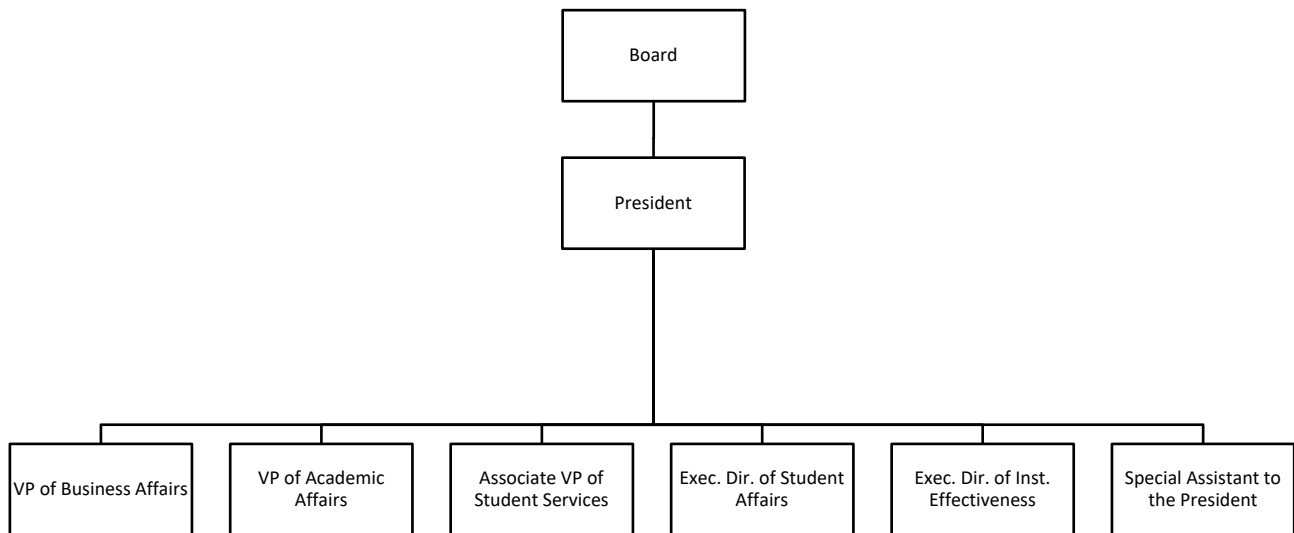 Board
President
VP of Business Affairs
VP of Academic
Affairs
Associate VP of
Student Services
Exec. Dir. of Student
Affairs
Exec. Dir. of Inst.
Effectiveness
Special Assistant to
the President